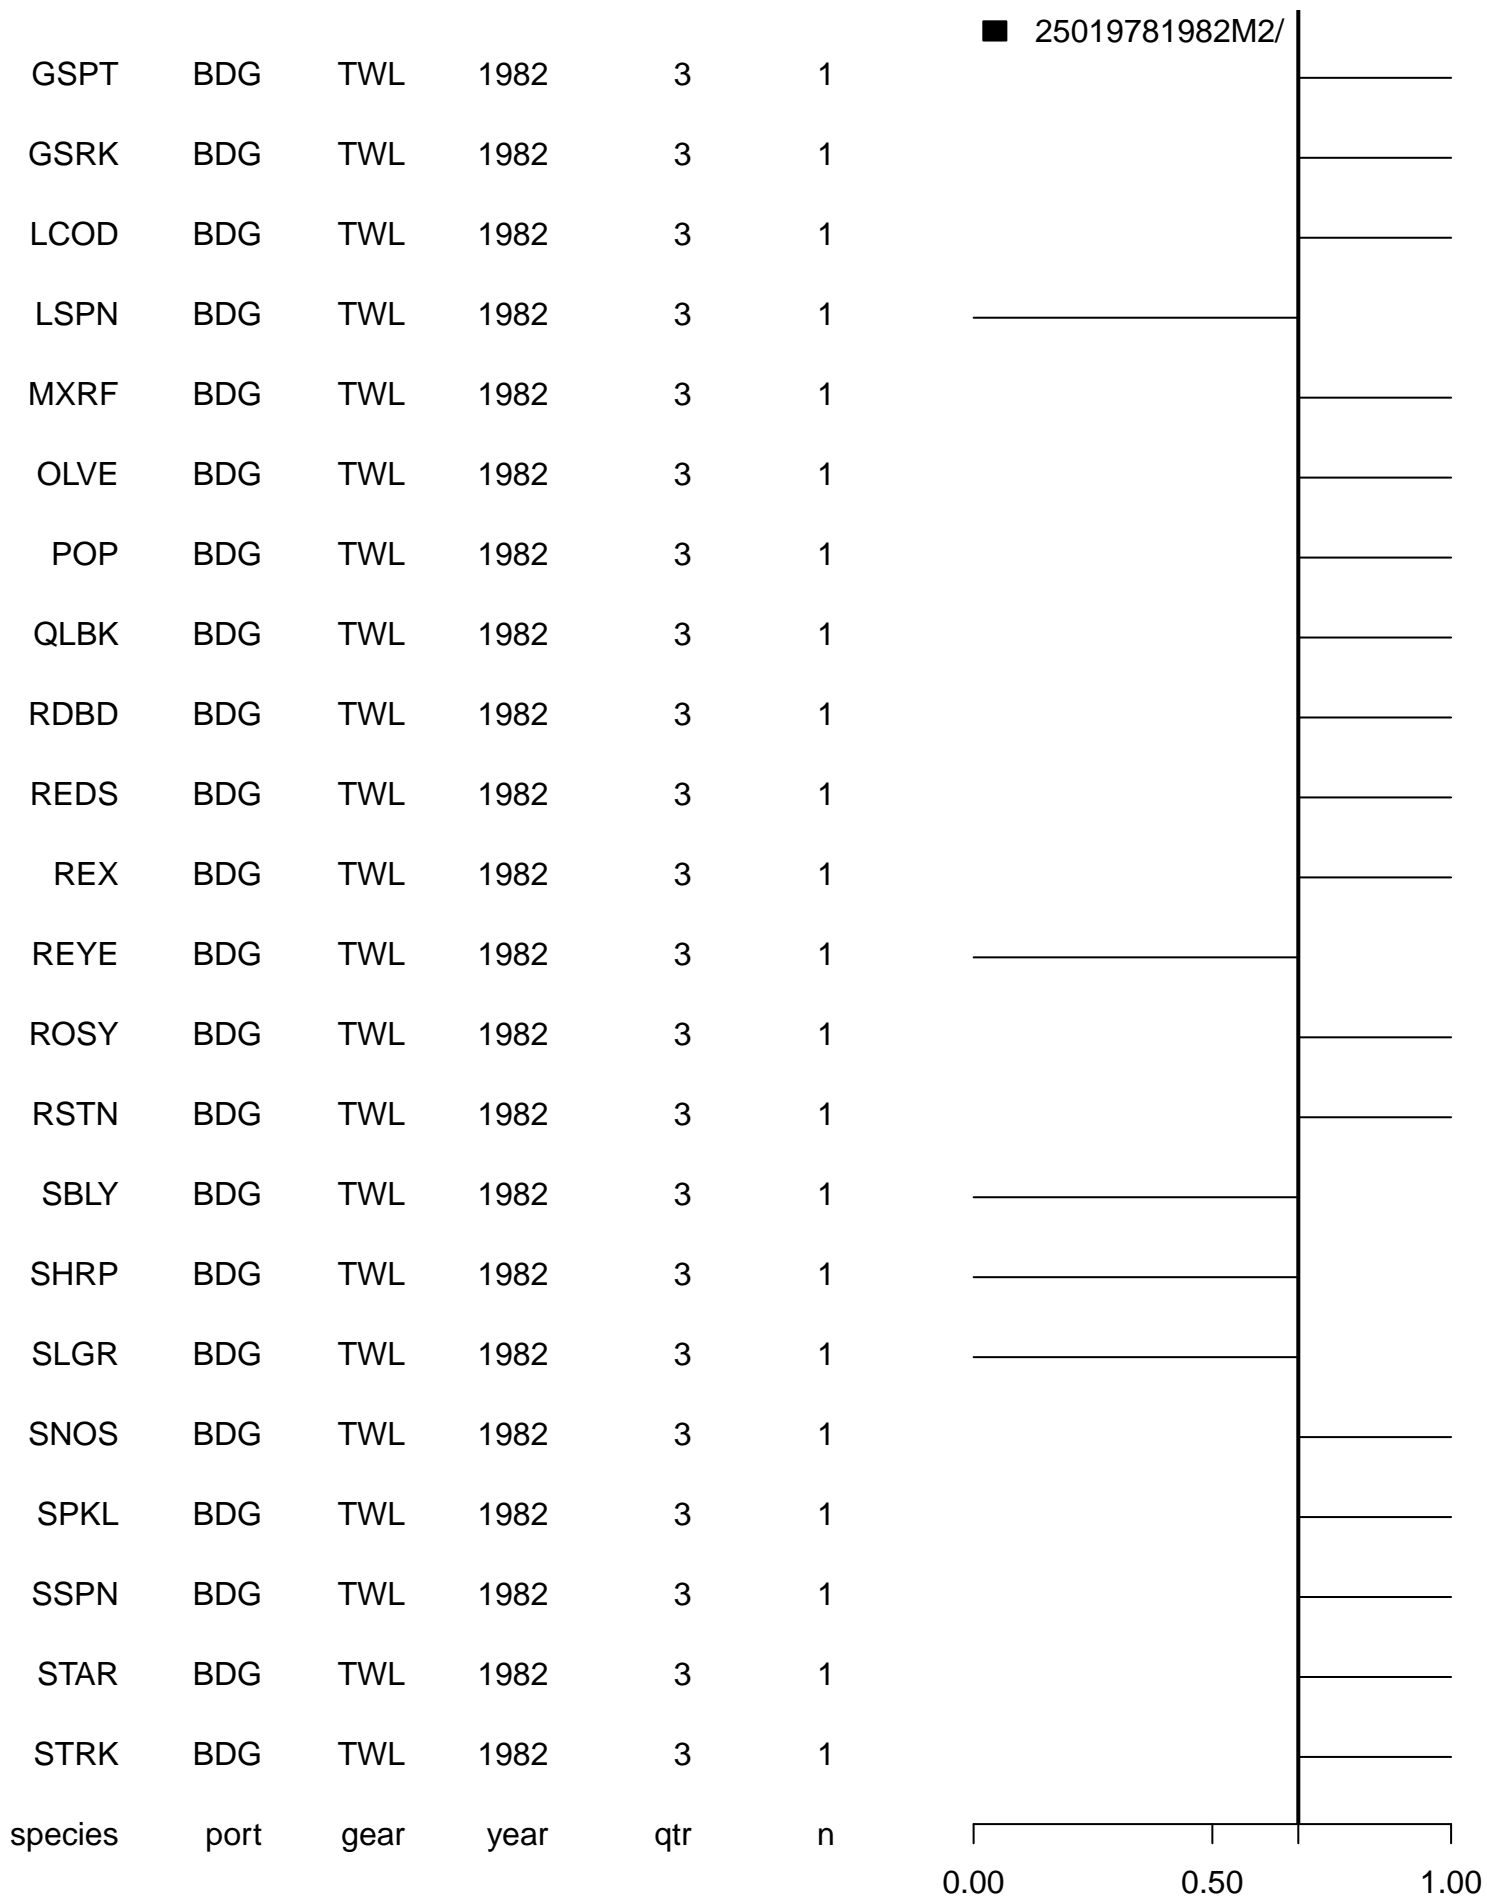 25019781982M2/
GSPT BDG TWL 1982 3 1
GSRK BDG TWL 1982 3 1
LCOD BDG TWL 1982 3 1
LSPN BDG TWL 1982 3 1
MXRF BDG TWL 1982 3 1
OLVE BDG TWL 1982 3 1
POP BDG TWL 1982 3 1
QLBK BDG TWL 1982 3 1
RDBD BDG TWL 1982 3 1
REDS BDG TWL 1982 3 1
REX BDG TWL 1982 3 1
REYE BDG TWL 1982 3 1
ROSY BDG TWL 1982 3 1
RSTN BDG TWL 1982 3 1
SBLY BDG TWL 1982 3 1
SHRP BDG TWL 1982 3 1
SLGR BDG TWL 1982 3 1
SNOS BDG TWL 1982 3 1
SPKL BDG TWL 1982 3 1
SSPN BDG TWL 1982 3 1
STAR BDG TWL 1982 3 1
STRK BDG TWL 1982 3 1
species port gear year qtr n
0.00 0.50 1.00